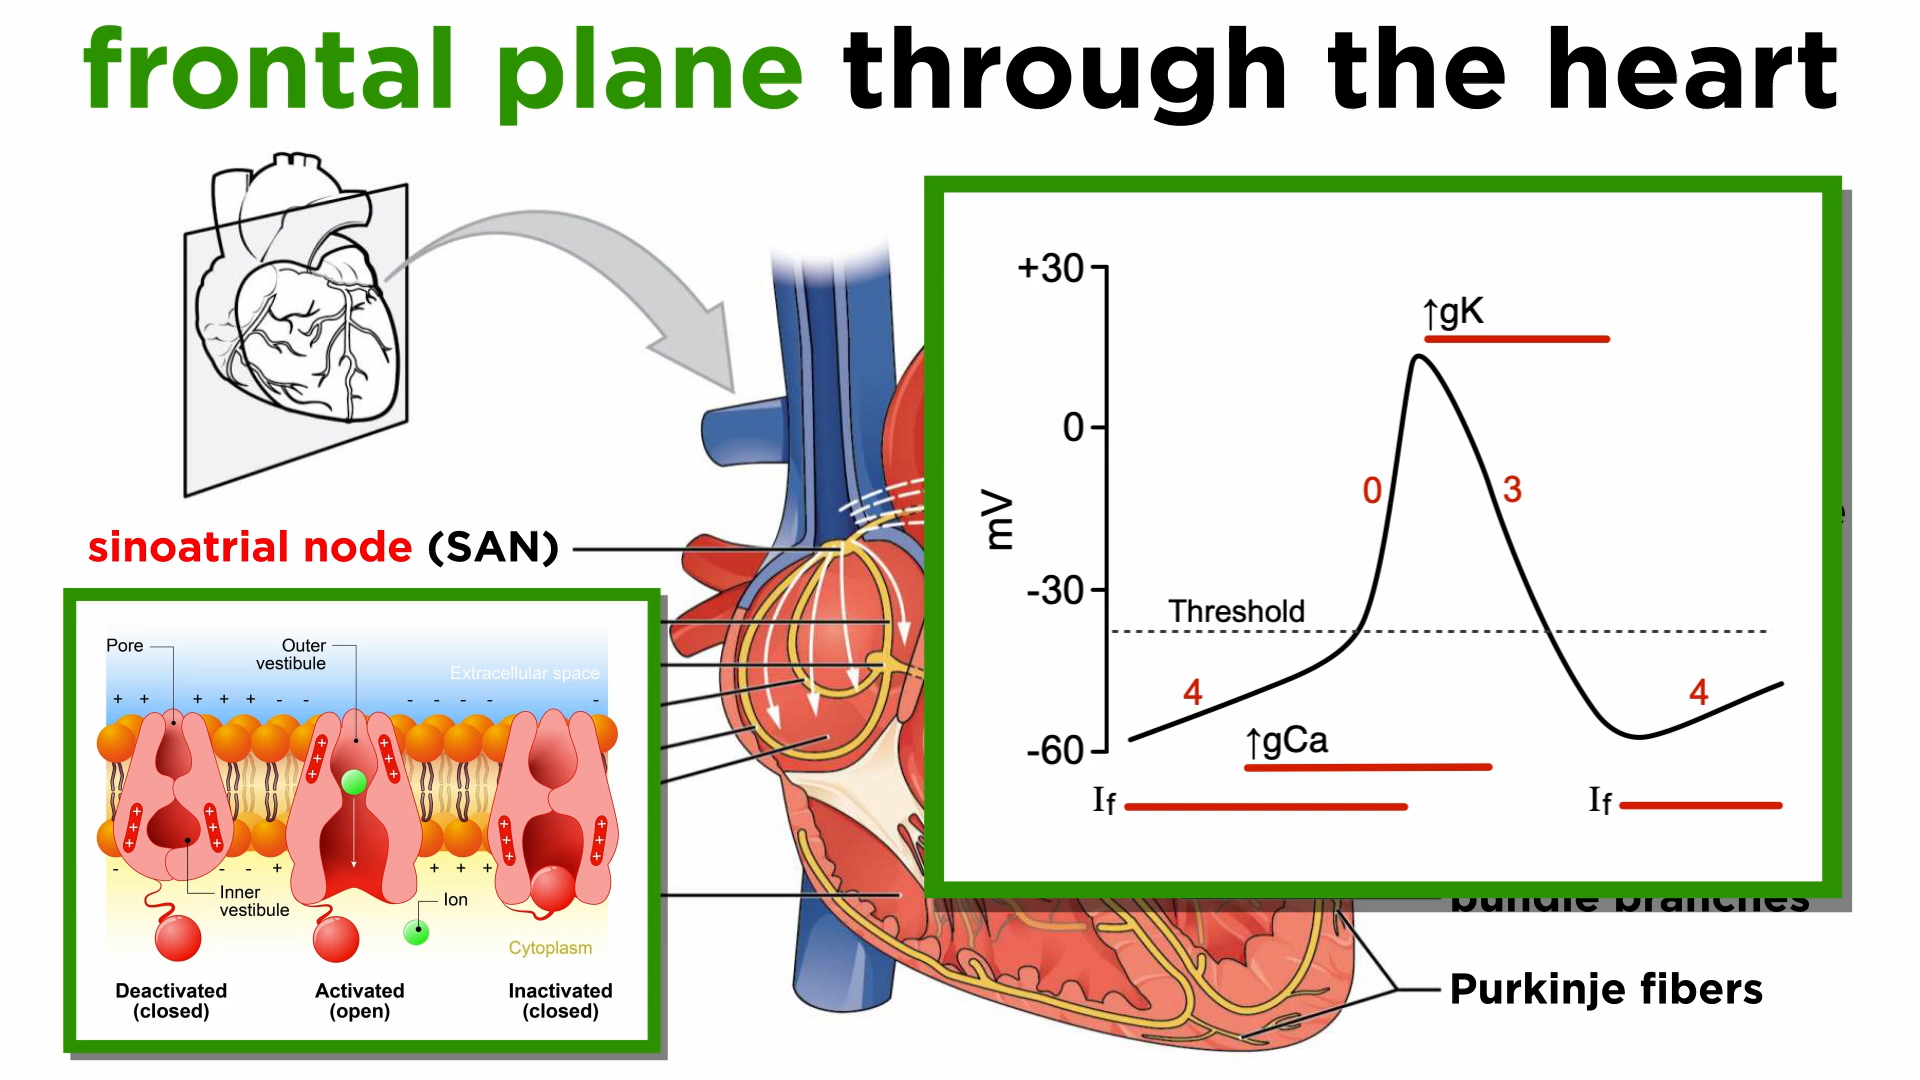 frontal plane through the heart
sinoatrial node (SAN)
Pore
Outer
vestibule
Extracellular space
+ + + + + - - - - - - -
+ + + + + +
+ + + + + +
+ + + + + +
+ + + + + +
- - - + + + +
Inner
vestibule
Ion
Cytoplasm
Deactivated
(closed)
Activated
(open)
Inactivated
(closed)
+30
0
-30
-60
mV
↑gK
0
3
Threshold
4
4
↑gCa
If
If
bundle branches
Purkinje fibers